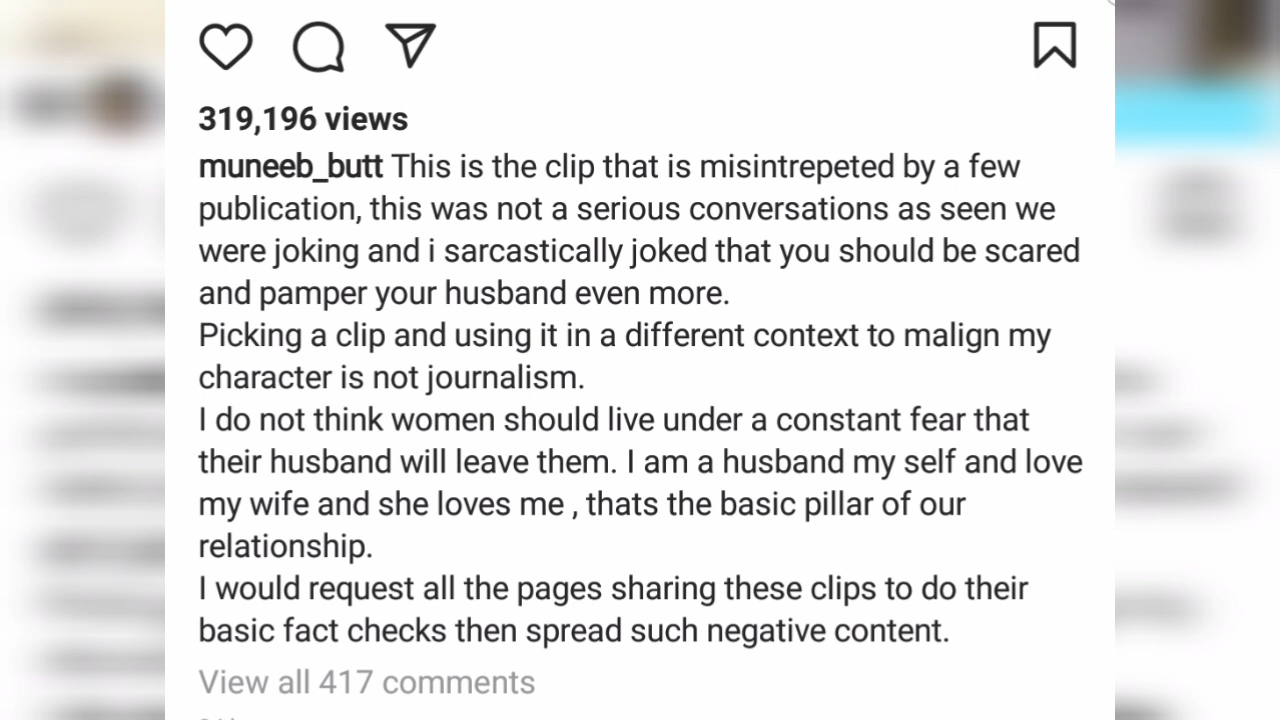 319,196 views
muneeb_butt This is the clip that is misintrepeted by a few
publication, this was not a serious conversations as seen we
were joking and i sarcastically joked that you should be scared
and pamper your husband even more.
Picking a clip and using it in a different context to malign my
character is not journalism.
I do not think women should live under a constant fear that
their husband will leave them. I am a husband my self and love
my wife and she loves me , thats the basic pillar of our
relationship.
I would request all the pages sharing these clips to do their
basic fact checks then spread such negative content.
View all 417 comments